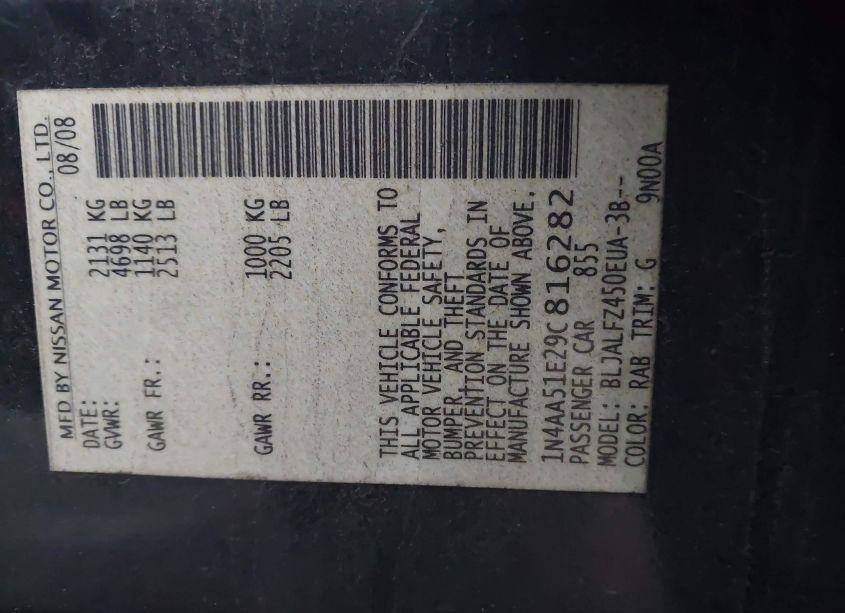 MFD BY NISSAN MOTOR CO., LTD.
DATE: 08/08
GVWR: 2131 KG
4698 LB
GAWR FR.: 1140 KG
2513 LB
GAWR RR.: 1000 KG
2205 LB
THIS VEHICLE CONFORMS TO
ALL APPLICABLE FEDERAL
MOTOR VEHICLE SAFETY,
BUMPER, AND THEFT
PREVENTION STANDARDS IN
EFFECT ON THE DATE OF
MANUFACTURE SHOWN ABOVE.
1N4AA51E29C816282
PASSENGER CAR 855
MODEL: BLJALFZ450EUA-3B--
COLOR: RAB TRIM: G 9N00A